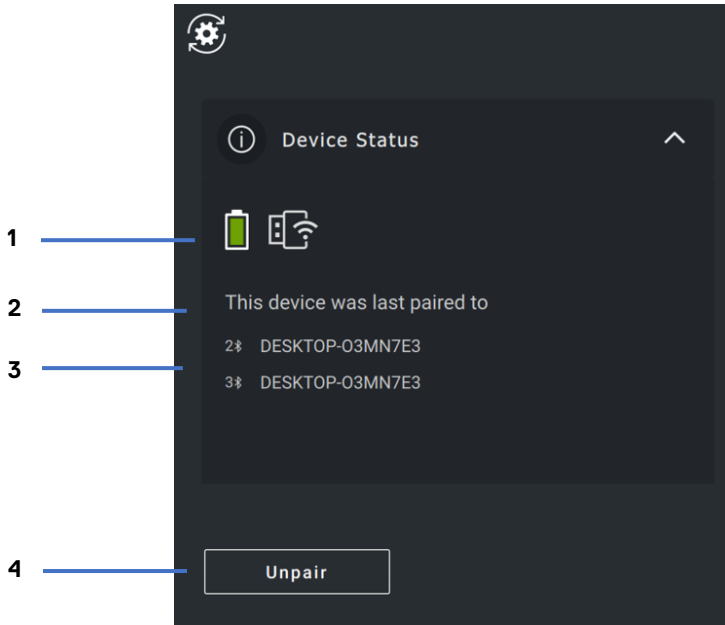 Device Status
1
2
This device was last paired to
2 DESKTOP-O3MN7E3
3
3 DESKTOP-O3MN7E3
4
Unpair